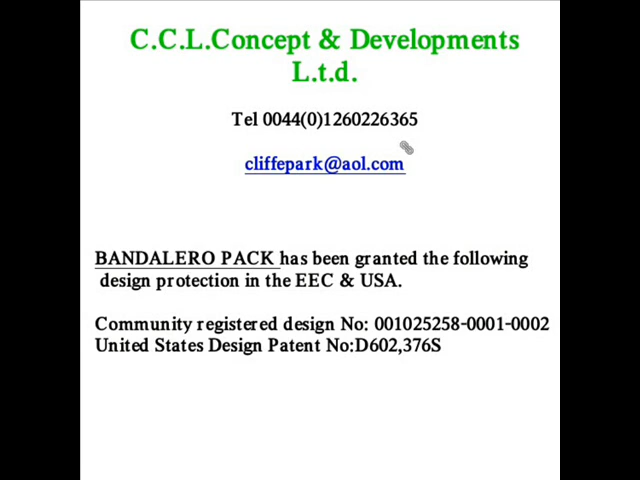 C.C.L.Concept & Developments
L.t.d.
Tel 0044(0)1260226365
cliffepark@aol.com
BANDALERO PACK has been granted the following
design protection in the EEC & USA.
Community registered design No: 001025258-0001-0002
United States Design Patent No:D602,376S